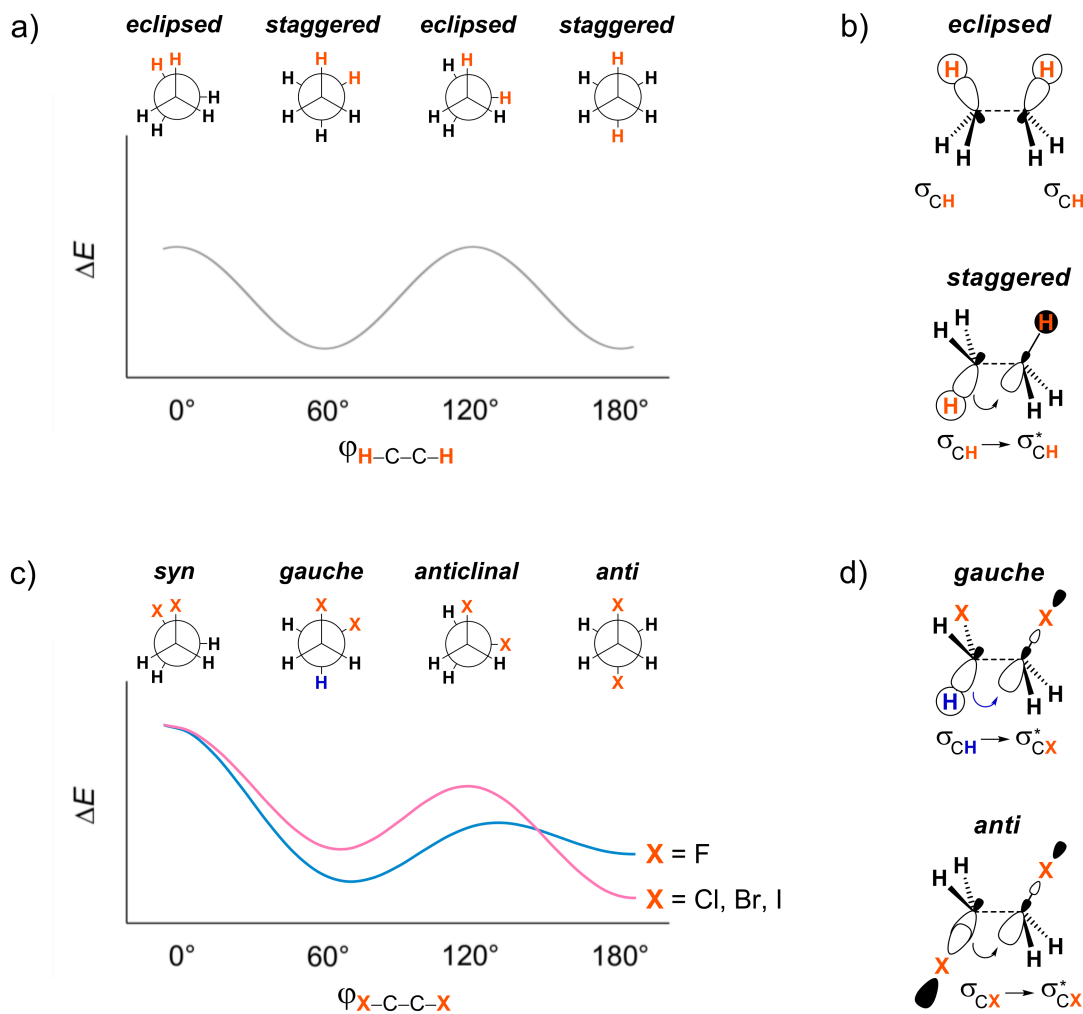 a)
eclipsed staggered eclipsed staggered
H H H H H H
H H H H
H H H H H H H H
H H H H
ΔE
0° 60° 120° 180°
φH–C–C–H
b)
eclipsed
H H
H H H H
σCH σCH
staggered
H H H
H H H
σCH → σ*CH
c)
syn gauche anticlinal anti
X X X H X X
H X H H
H X
H H H H H H H
H H H X
ΔE
X = F
X = Cl, Br, I
0° 60° 120° 180°
φX–C–C–X
d)
gauche
X X
H
H H H
σCH → σ*CX
anti
H H X
X H H
σCX → σ*CX